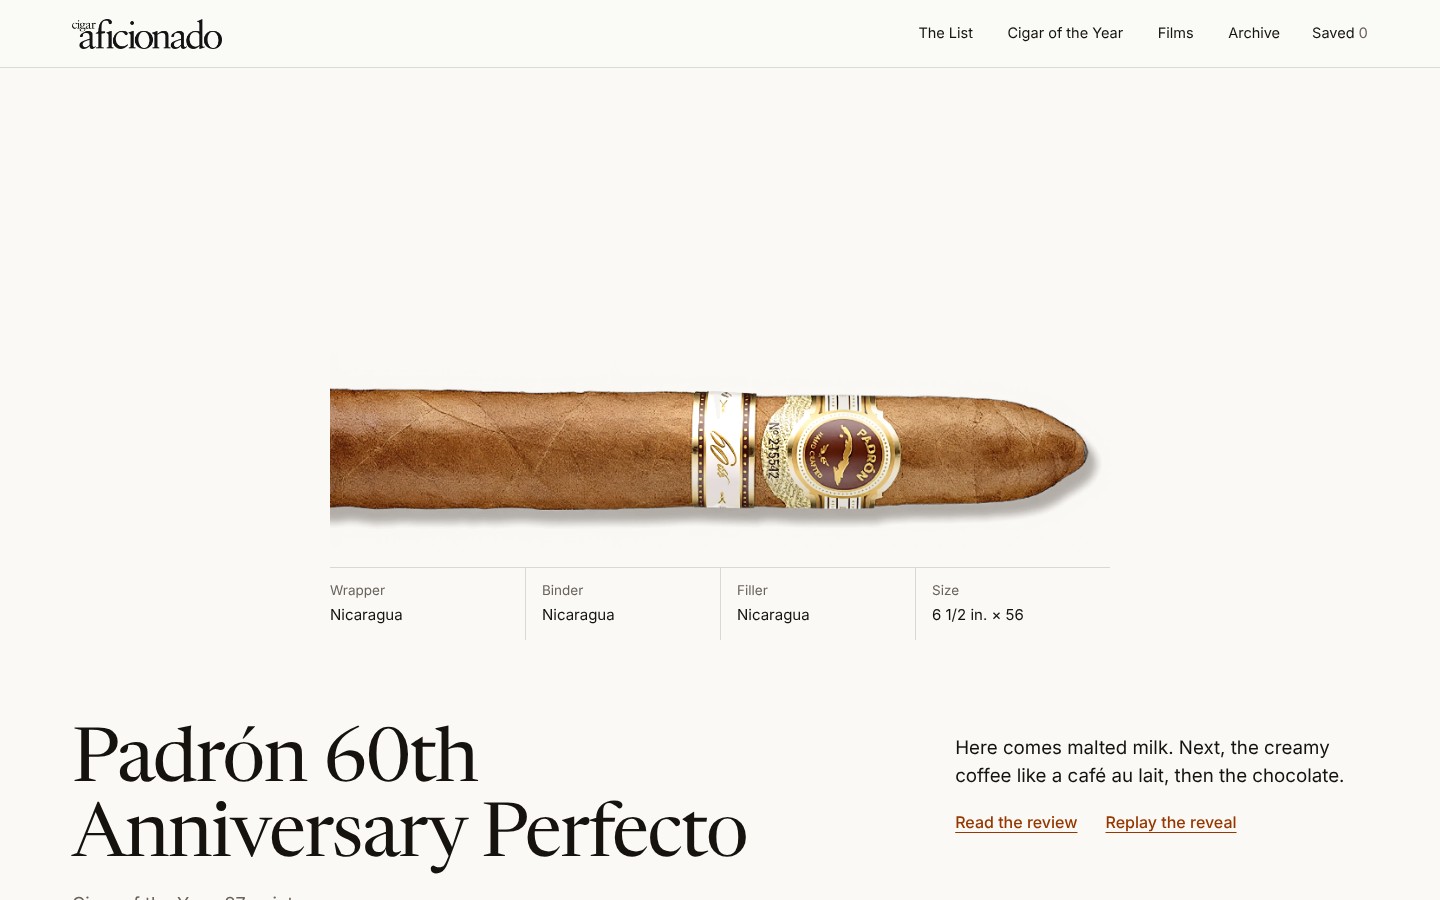 cigar
aficionado
The List
Cigar of the Year
Films
Archive
Saved 0
Nº 215542
PADRÓN
HAND CRAFTED
Wrapper
Nicaragua
Binder
Nicaragua
Filler
Nicaragua
Size
6 1/2 in. × 56
Padrón 60th
Anniversary Perfecto
Here comes malted milk. Next, the creamy
coffee like a café au lait, then the chocolate.
Read the review
Replay the reveal